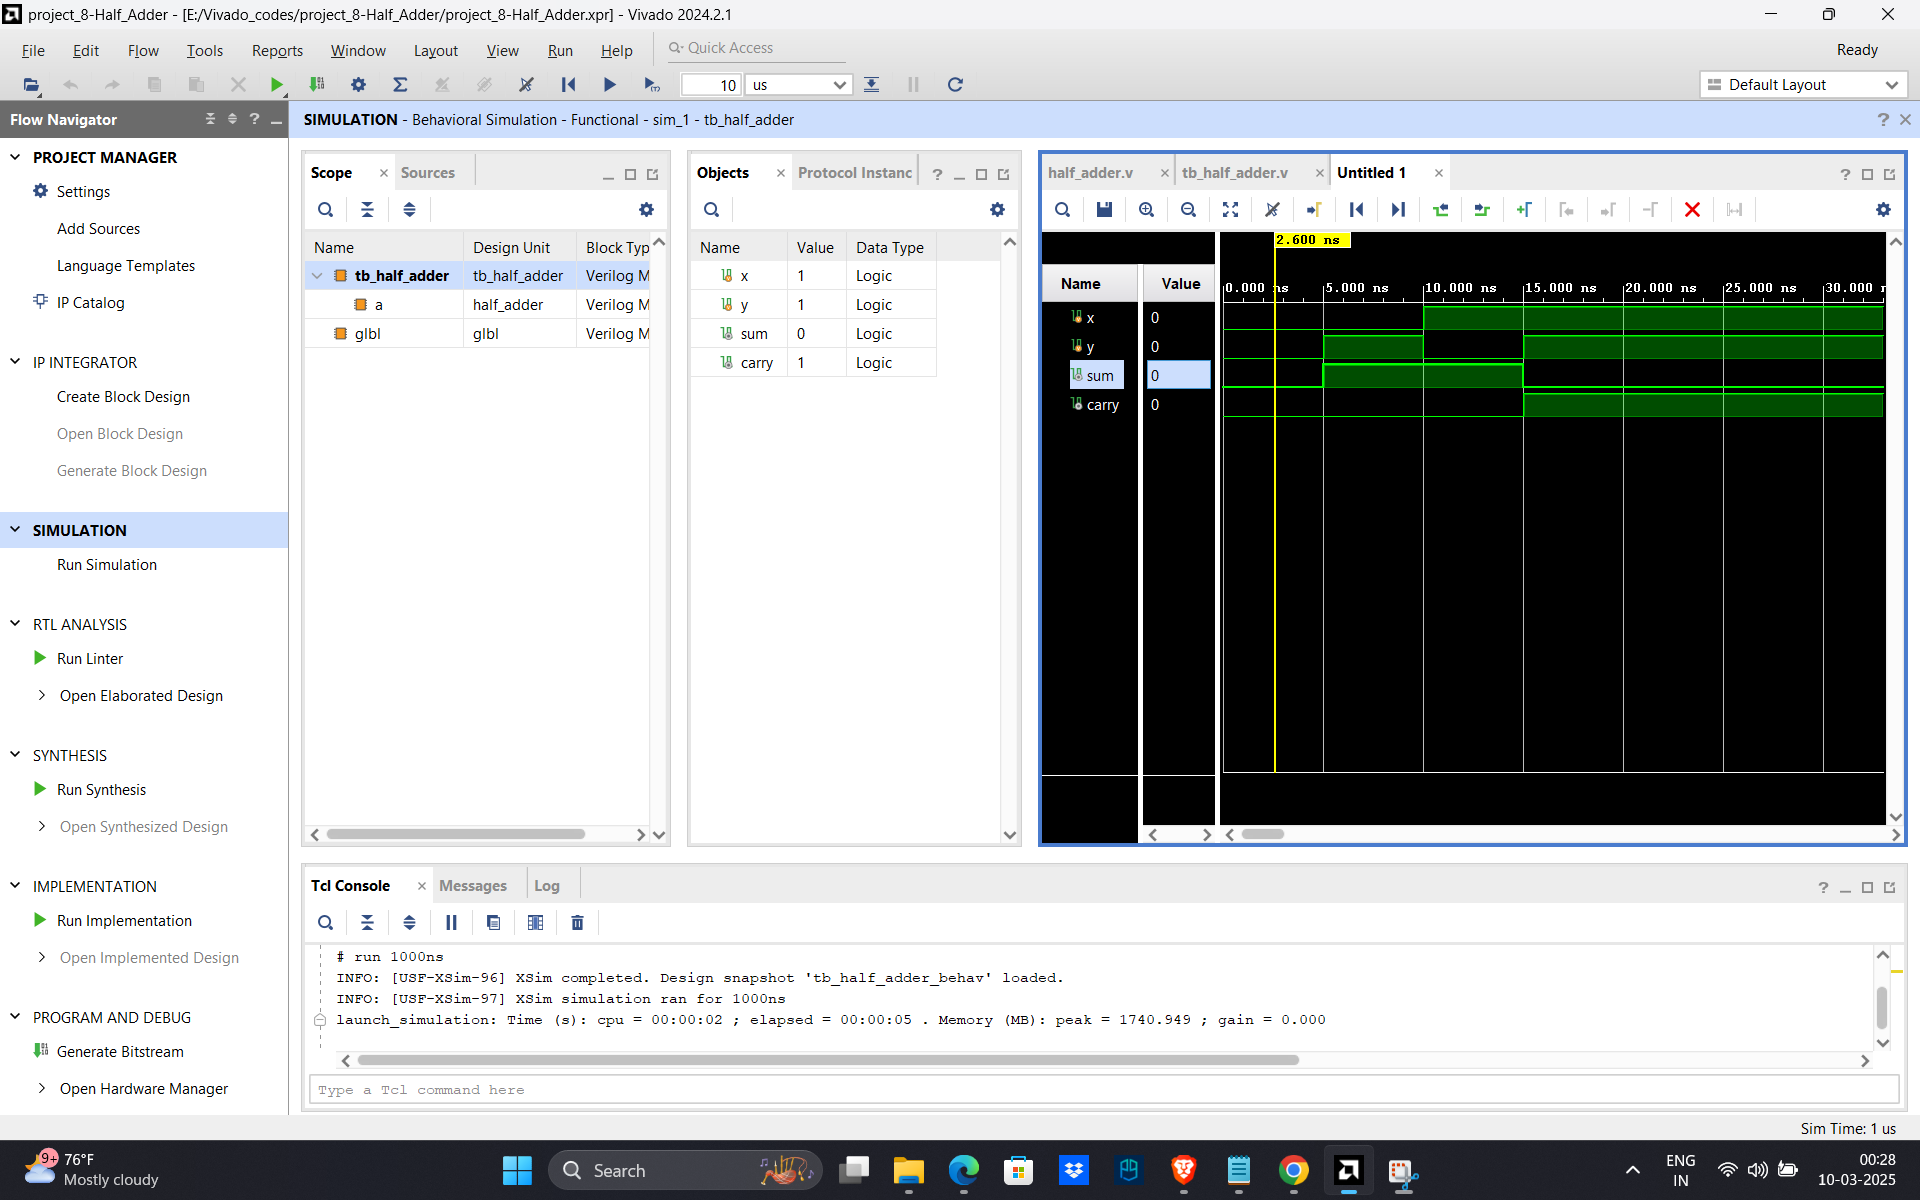 project_8-Half_Adder - [E:/Vivado_codes/project_8-Half_Adder/project_8-Half_Adder.xpr] - Vivado 2024.2.1
File Edit Flow Tools Reports Window Layout View Run Help Quick Access Ready
10 us Default Layout
Flow Navigator
PROJECT MANAGER
Settings
Add Sources
Language Templates
IP Catalog
IP INTEGRATOR
Create Block Design
Open Block Design
Generate Block Design
SIMULATION
Run Simulation
RTL ANALYSIS
Run Linter
Open Elaborated Design
SYNTHESIS
Run Synthesis
Open Synthesized Design
IMPLEMENTATION
Run Implementation
Open Implemented Design
PROGRAM AND DEBUG
Generate Bitstream
Open Hardware Manager
SIMULATION - Behavioral Simulation - Functional - sim_1 - tb_half_adder
Scope Sources
Name Design Unit Block Typ
tb_half_adder tb_half_adder Verilog M
a half_adder Verilog M
glbl glbl Verilog M
Objects Protocol Instanc
Name Value Data Type
x 1 Logic
y 1 Logic
sum 0 Logic
carry 1 Logic
half_adder.v tb_half_adder.v Untitled 1
2.600 ns
Name Value
0.000 ns 5.000 ns 10.000 ns 15.000 ns 20.000 ns 25.000 ns 30.000 n
x 0
y 0
sum 0
carry 0
Tcl Console Messages Log
# run 1000ns
INFO: [USF-XSim-96] XSim completed. Design snapshot 'tb_half_adder_behav' loaded.
INFO: [USF-XSim-97] XSim simulation ran for 1000ns
launch_simulation: Time (s): cpu = 00:00:02 ; elapsed = 00:00:05 . Memory (MB): peak = 1740.949 ; gain = 0.000
Type a Tcl command here
Sim Time: 1 us
9+
76°F
Mostly cloudy
Search
ENG
IN
00:28
10-03-2025